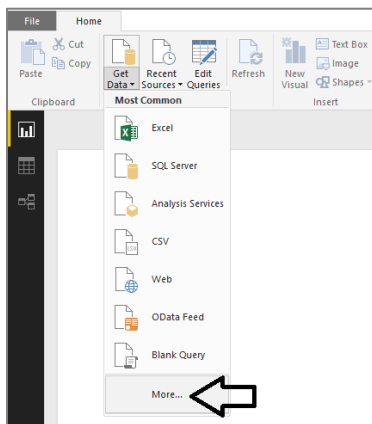 File Home
Cut
Copy
Paste
Get Data
Recent Sources
Edit Queries
Refresh
New Visual
Text Box
Image
Shapes
Clipboard
Insert
Most Common
Excel
SQL Server
Analysis Services
CSV
Web
OData Feed
Blank Query
More...